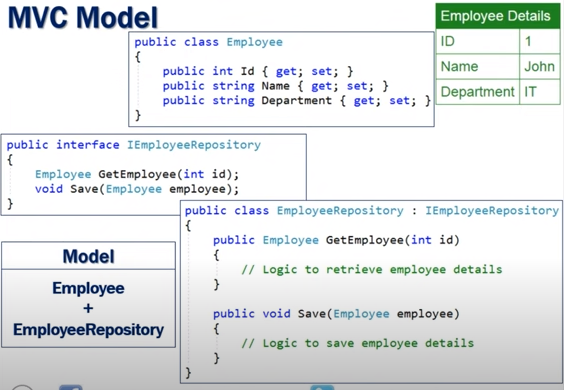 MVC Model
public class Employee
{
    public int Id { get; set; }
    public string Name { get; set; }
    public string Department { get; set; }
}
Employee Details
ID 1
Name John
Department IT
public interface IEmployeeRepository
{
    Employee GetEmployee(int id);
    void Save(Employee employee);
}
public class EmployeeRepository : IEmployeeRepository
{
    public Employee GetEmployee(int id)
    {
        // Logic to retrieve employee details
    }

    public void Save(Employee employee)
    {
        // Logic to save employee details
    }
}
Model
Employee
+
EmployeeRepository